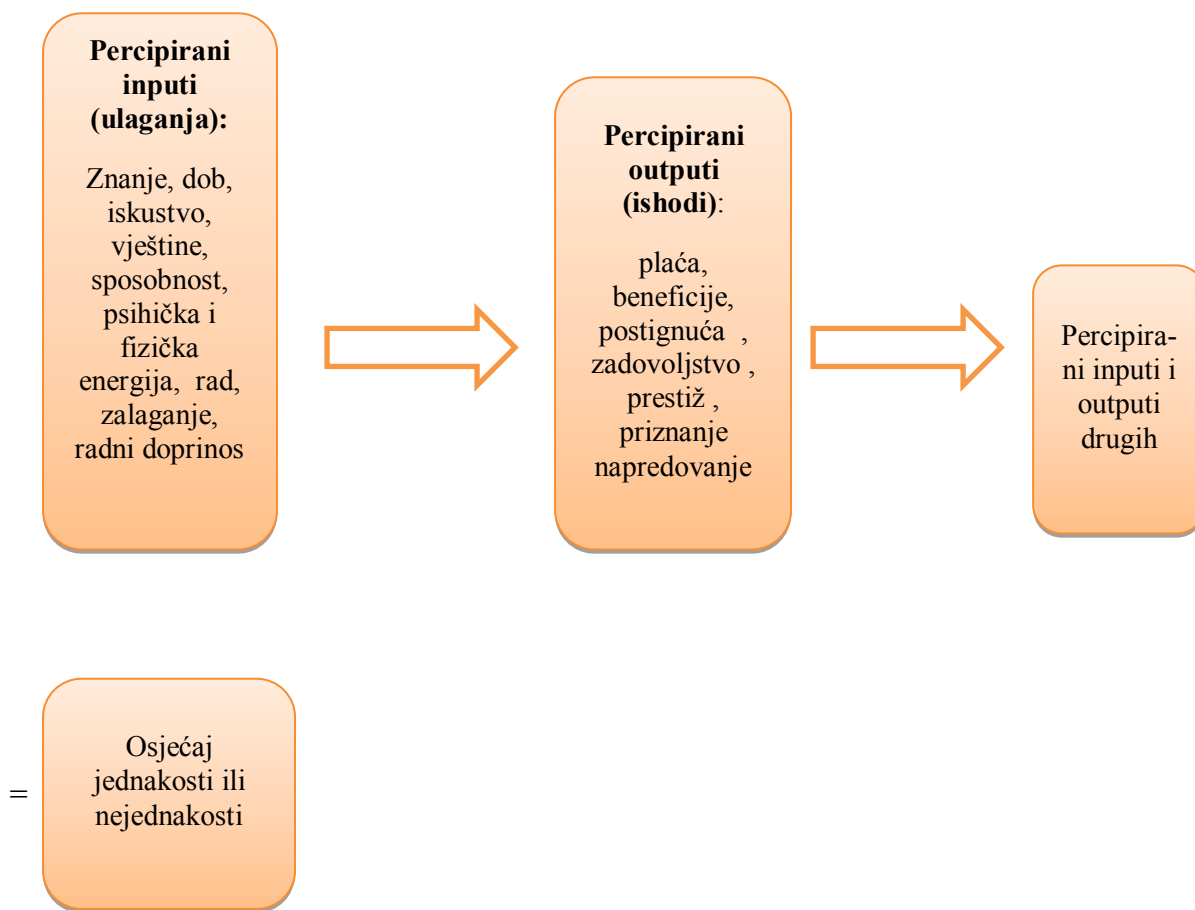 Percipirani
inputi
(ulaganja):
Znanje, dob,
iskustvo,
vještine,
sposobnost,
psihička i
fizička
energija, rad,
zalaganje,
radni doprinos
Percipirani
outputi
(ishodi):
plaća,
beneficije,
postignuća ,
zadovoljstvo ,
prestiž ,
priznanje
napredovanje
Percipira-
ni inputi i
outputi
drugih
=
Osjećaj
jednakosti ili
nejednakosti